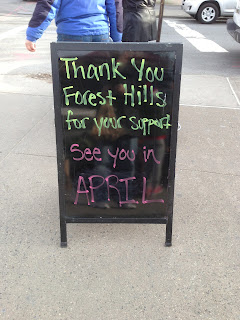 Thank You
Forest Hills
for your support
See you in
APRIL